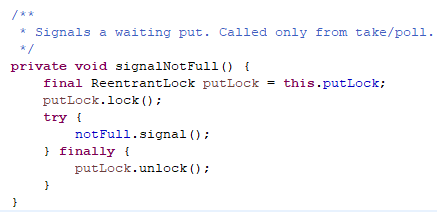 /**
 * Signals a waiting put. Called only from take/poll.
 */
private void signalNotFull() {
    final ReentrantLock putLock = this.putLock;
    putLock.lock();
    try {
        notFull.signal();
    } finally {
        putLock.unlock();
    }
}